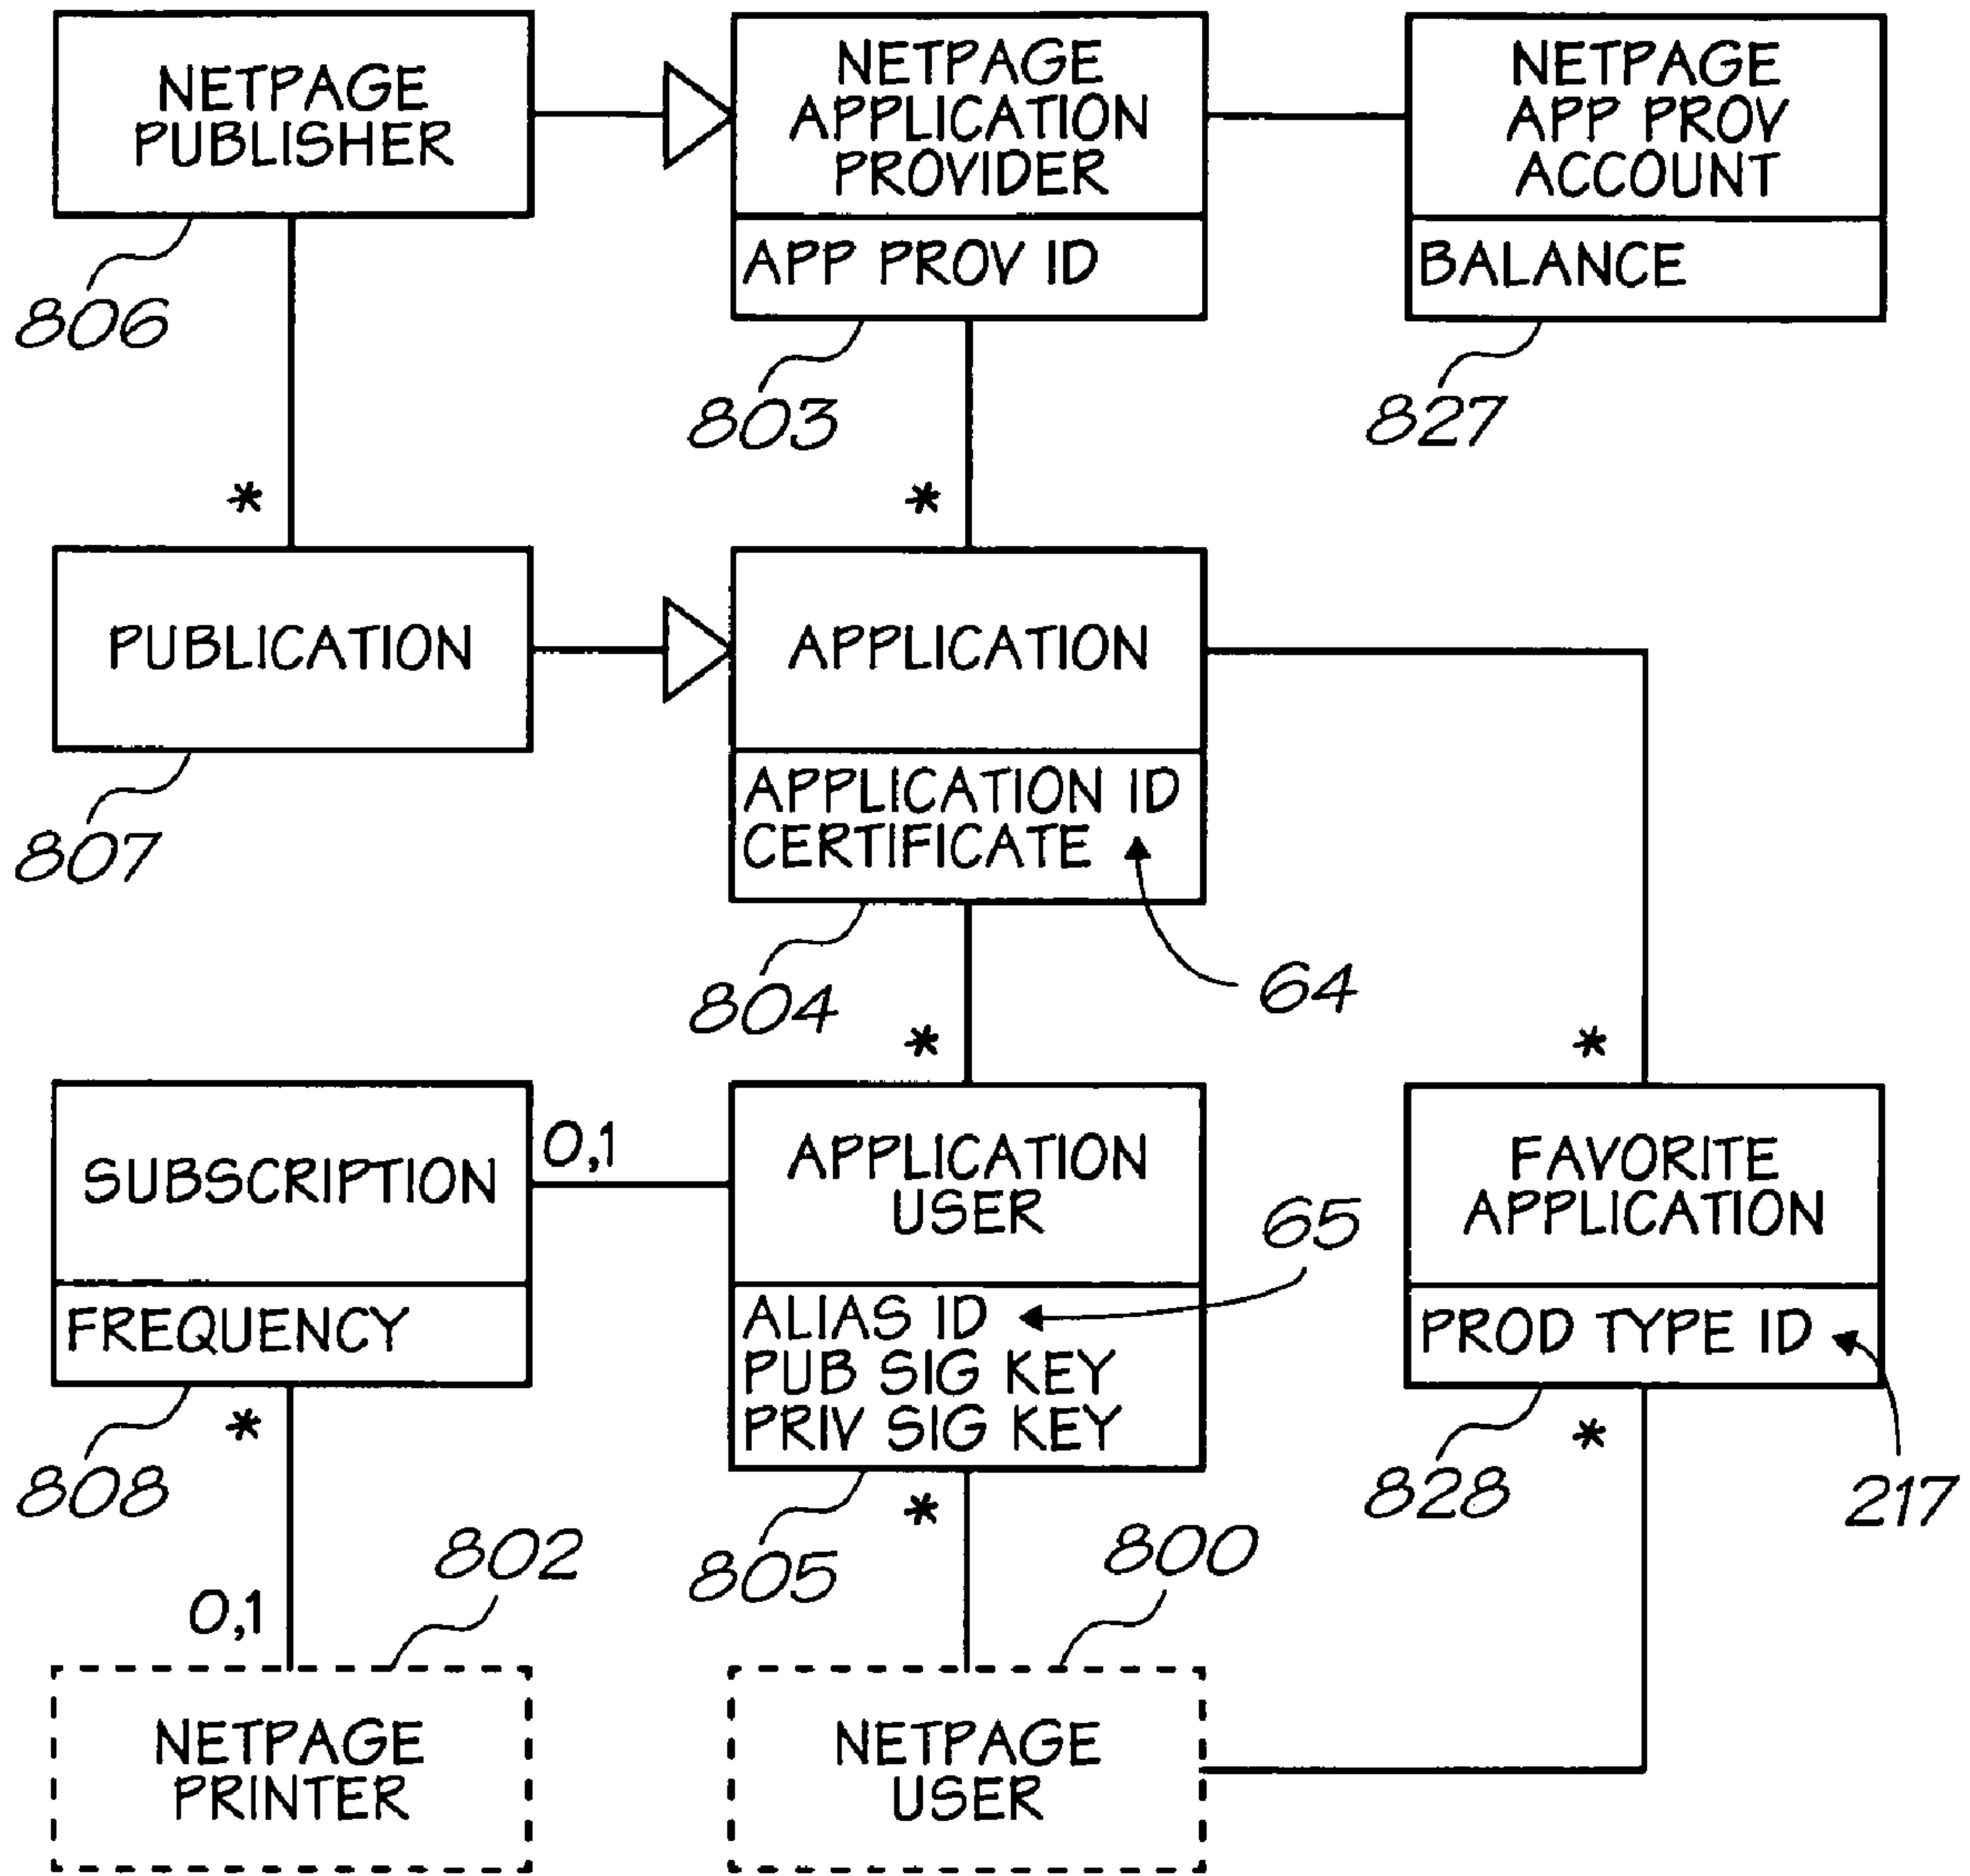 NETPAGE
PUBLISHER
806
NETPAGE
APPLICATION
PROVIDER
APP PROV ID
803
NETPAGE
APP PROV
ACCOUNT
BALANCE
827
*
*
PUBLICATION
807
APPLICATION
APPLICATION ID
CERTIFICATE
64
804
*
*
SUBSCRIPTION
FREQUENCY
808
0,1
APPLICATION
USER
65
ALIAS ID
PUB SIG KEY
PRIV SIG KEY
805
FAVORITE
APPLICATION
PROD TYPE ID
828
217
*
*
*
802
800
0,1
NETPAGE
PRINTER
NETPAGE
USER